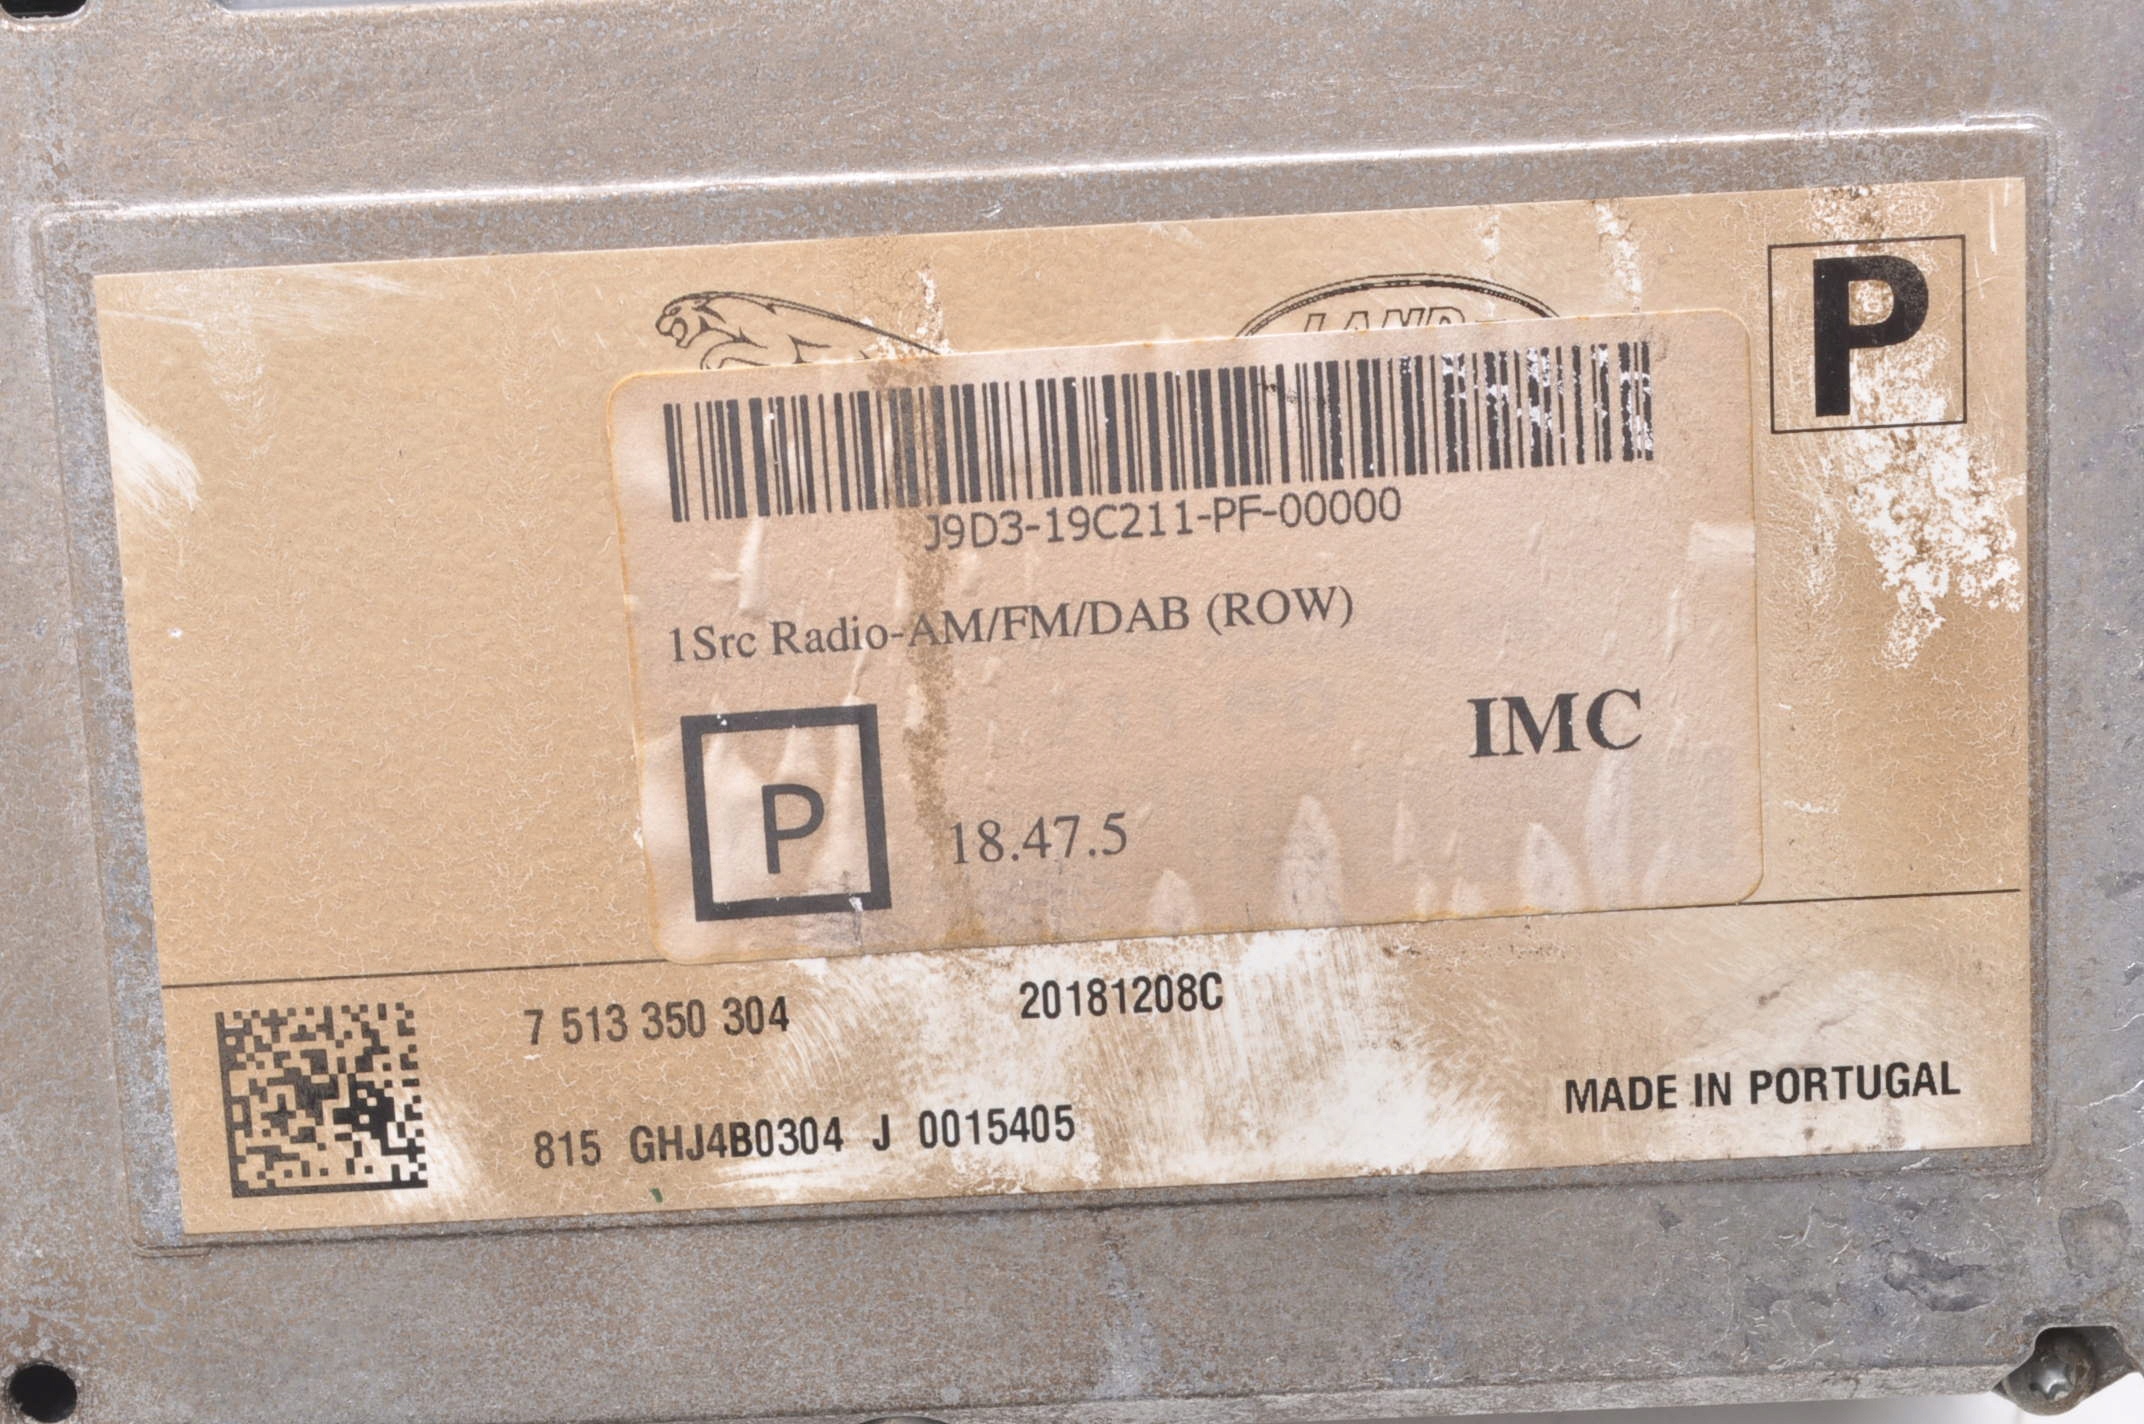 LAND
P
J9D3-19C211-PF-00000
1Src Radio-AM/FM/DAB (ROW)
IMC
P
18.47.5
7 513 350 304
20181208C
815 GHJ4B0304 J 0015405
MADE IN PORTUGAL